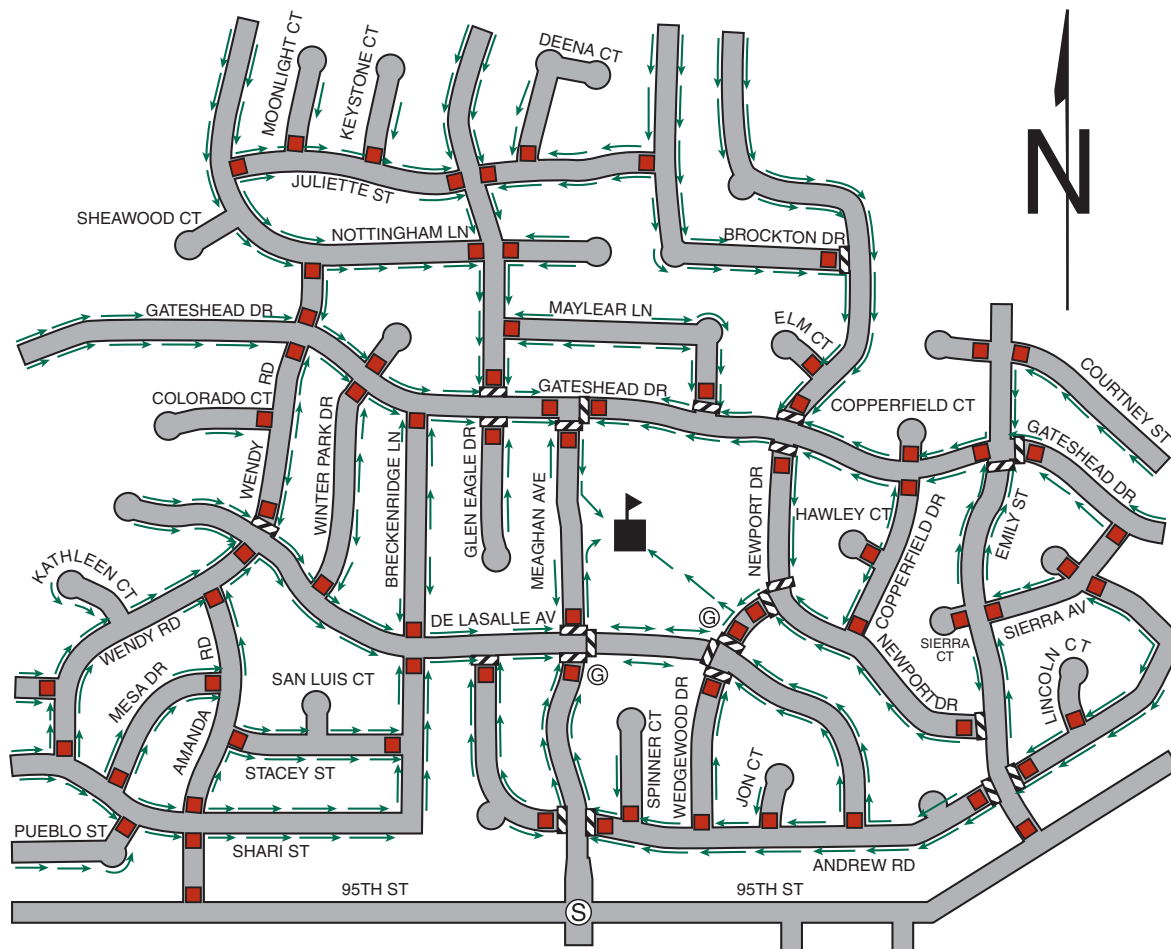 MOONLIGHT CT
KEYSTONE CT
DEENA CT
N
JULIETTE ST
SHEAWOOD CT
NOTTINGHAM LN
BROCKTON DR
GATESHEAD DR
MAYLEAR LN
ELM CT
COURTNEY ST
COLORADO CT
WENDY RD
WINTER PARK DR
BRECKENRIDGE LN
GATESHEAD DR
GLEN EAGLE DR
MEAGHAN AVE
COPPERFIELD CT
GATESHEAD DR
NEWPORT DR
HAWLEY CT
COPPERFIELD DR
EMILY ST
KATHLEEN CT
WENDY RD
DE LASALLE AV
G
G
NEWPORT DR
SIERRA
CT
SIERRA AV
LINCOLN CT
MESA DR
AMANDA RD
SAN LUIS CT
STACEY ST
SPINNER CT
WEDGEWOOD DR
JON CT
PUEBLO ST
SHARI ST
ANDREW RD
95TH ST
S
95TH ST